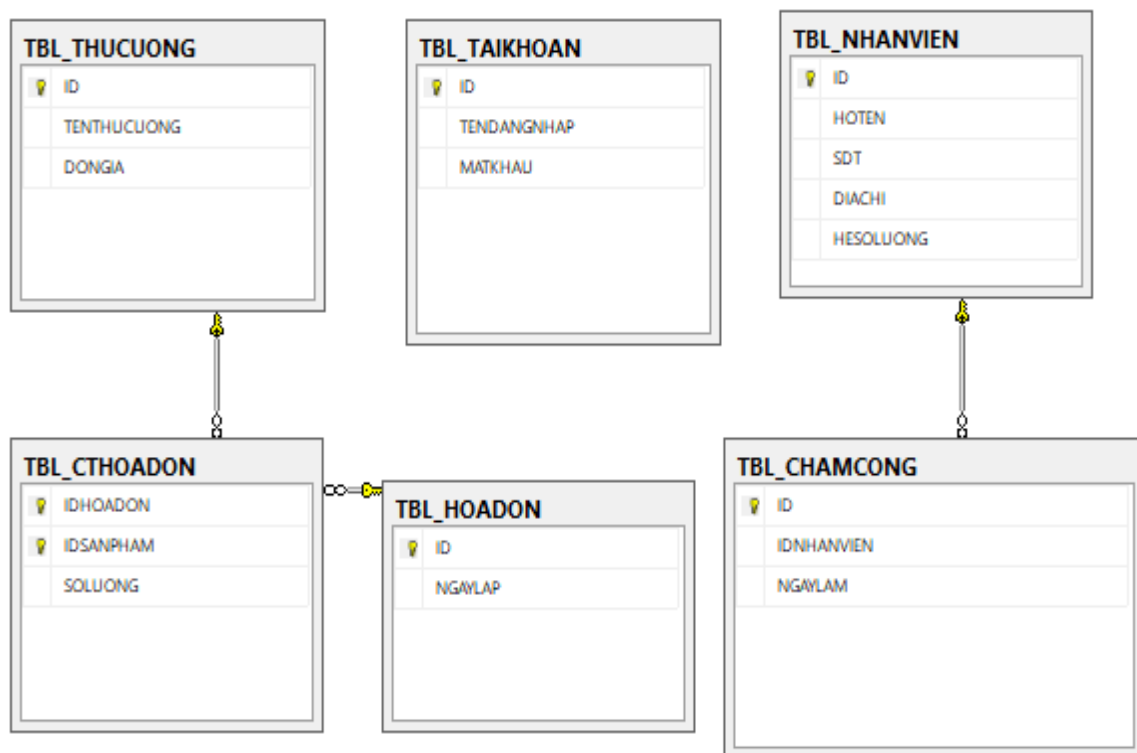 TBL_THUCUONG
ID
TENTHUCUONG
DONGIA
TBL_TAIKHOAN
ID
TENDANGNHAP
MATKHAU
TBL_NHANVIEN
ID
HOTEN
SDT
DIACHI
HESOLUONG
TBL_CTHOADON
IDHOADON
IDSANPHAM
SOLUONG
TBL_HOADON
ID
NGAYLAP
TBL_CHAMCONG
ID
IDNHANVIEN
NGAYLAM